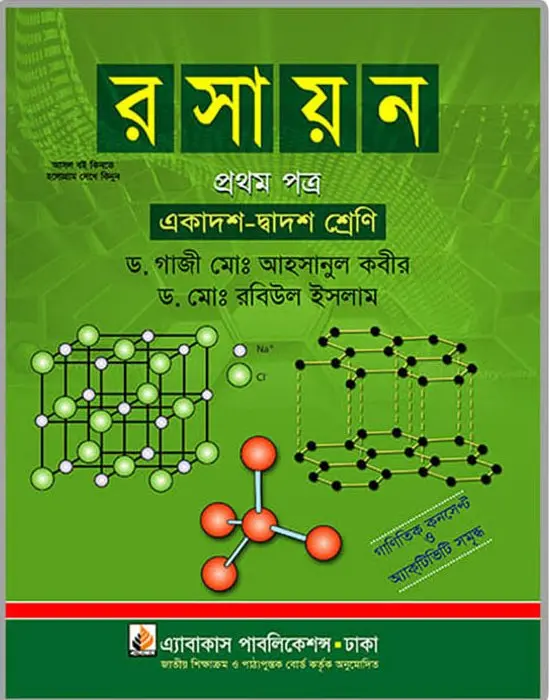 রসায়ন
আসল বই কিনতে
হলোগ্রাম দেখে কিনুন
প্রথম পত্র
একাদশ-দ্বাদশ শ্রেণি
ড. গাজী মোঃ আহসানুল কবীর
ড. মোঃ রবিউল ইসলাম
Na⁺
Cl⁻
গাণিতিক কনসেপ্ট
ও
অ্যাক্টিভিটি সমৃদ্ধ
এ্যাবাকাস পাবলিকেশন্স ▪ ঢাকা
জাতীয় শিক্ষাক্রম ও পাঠ্যপুস্তক বোর্ড কর্তৃক অনুমোদিত